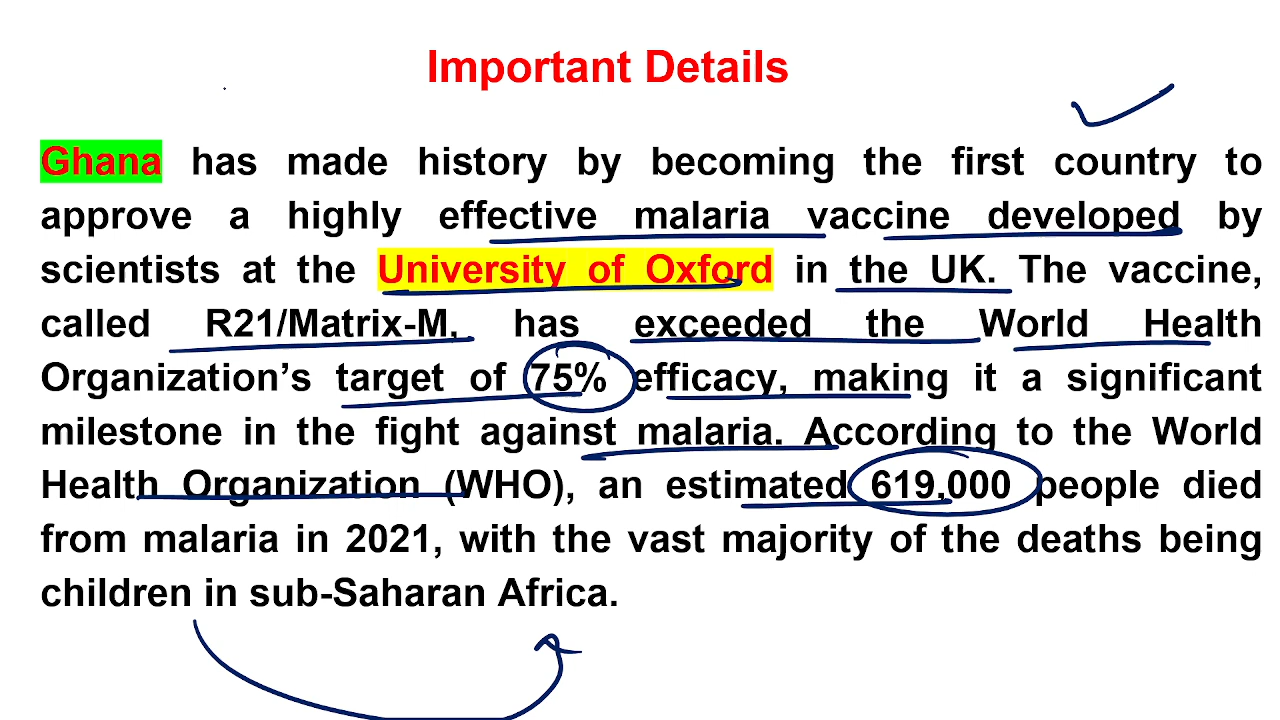 Important Details
Ghana has made history by becoming the first country to
approve a highly effective malaria vaccine developed by
scientists at the University of Oxford in the UK. The vaccine,
called R21/Matrix-M, has exceeded the World Health
Organization’s target of 75% efficacy, making it a significant
milestone in the fight against malaria. According to the World
Health Organization (WHO), an estimated 619,000 people died
from malaria in 2021, with the vast majority of the deaths being
children in sub-Saharan Africa.